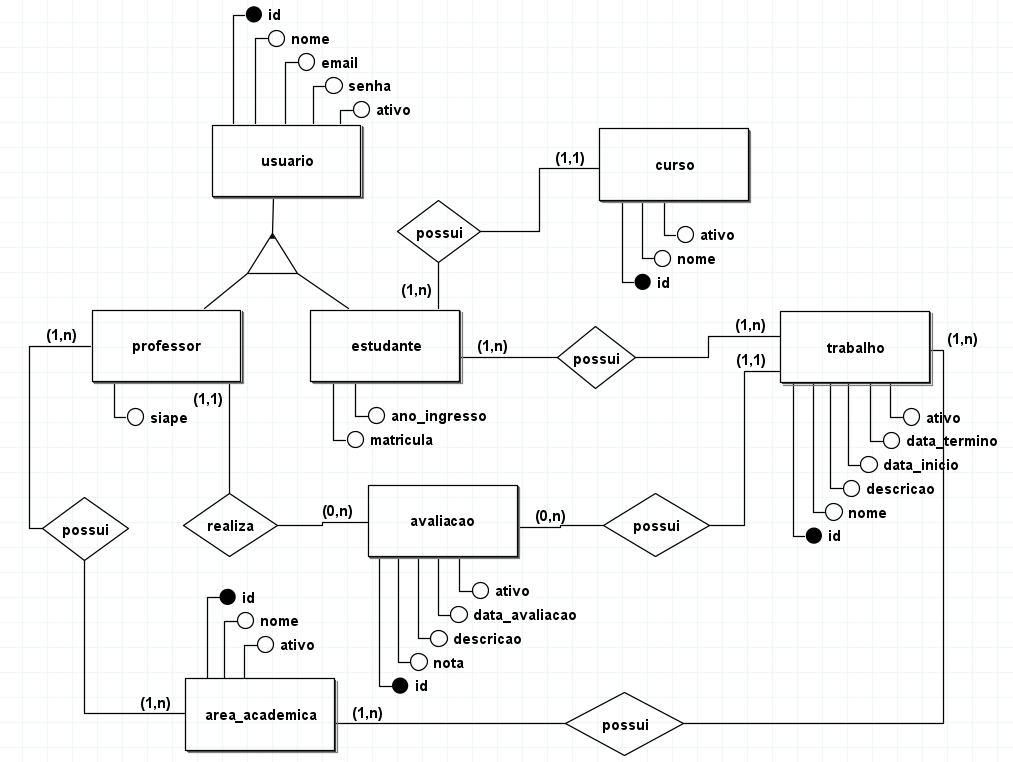 id
nome
email
senha
ativo
usuario
(1,1)
curso
possui
ativo
nome
id
(1,n)
(1,n)
professor
estudante
(1,n)
possui
(1,n)
(1,1)
trabalho
(1,n)
(1,1)
siape
ano_ingresso
matricula
ativo
data_termino
data_inicio
descricao
nome
id
possui
realiza
(0,n)
avaliacao
(0,n)
possui
ativo
data_avaliacao
descricao
nota
id
id
nome
ativo
(1,n)
area_academica
(1,n)
possui